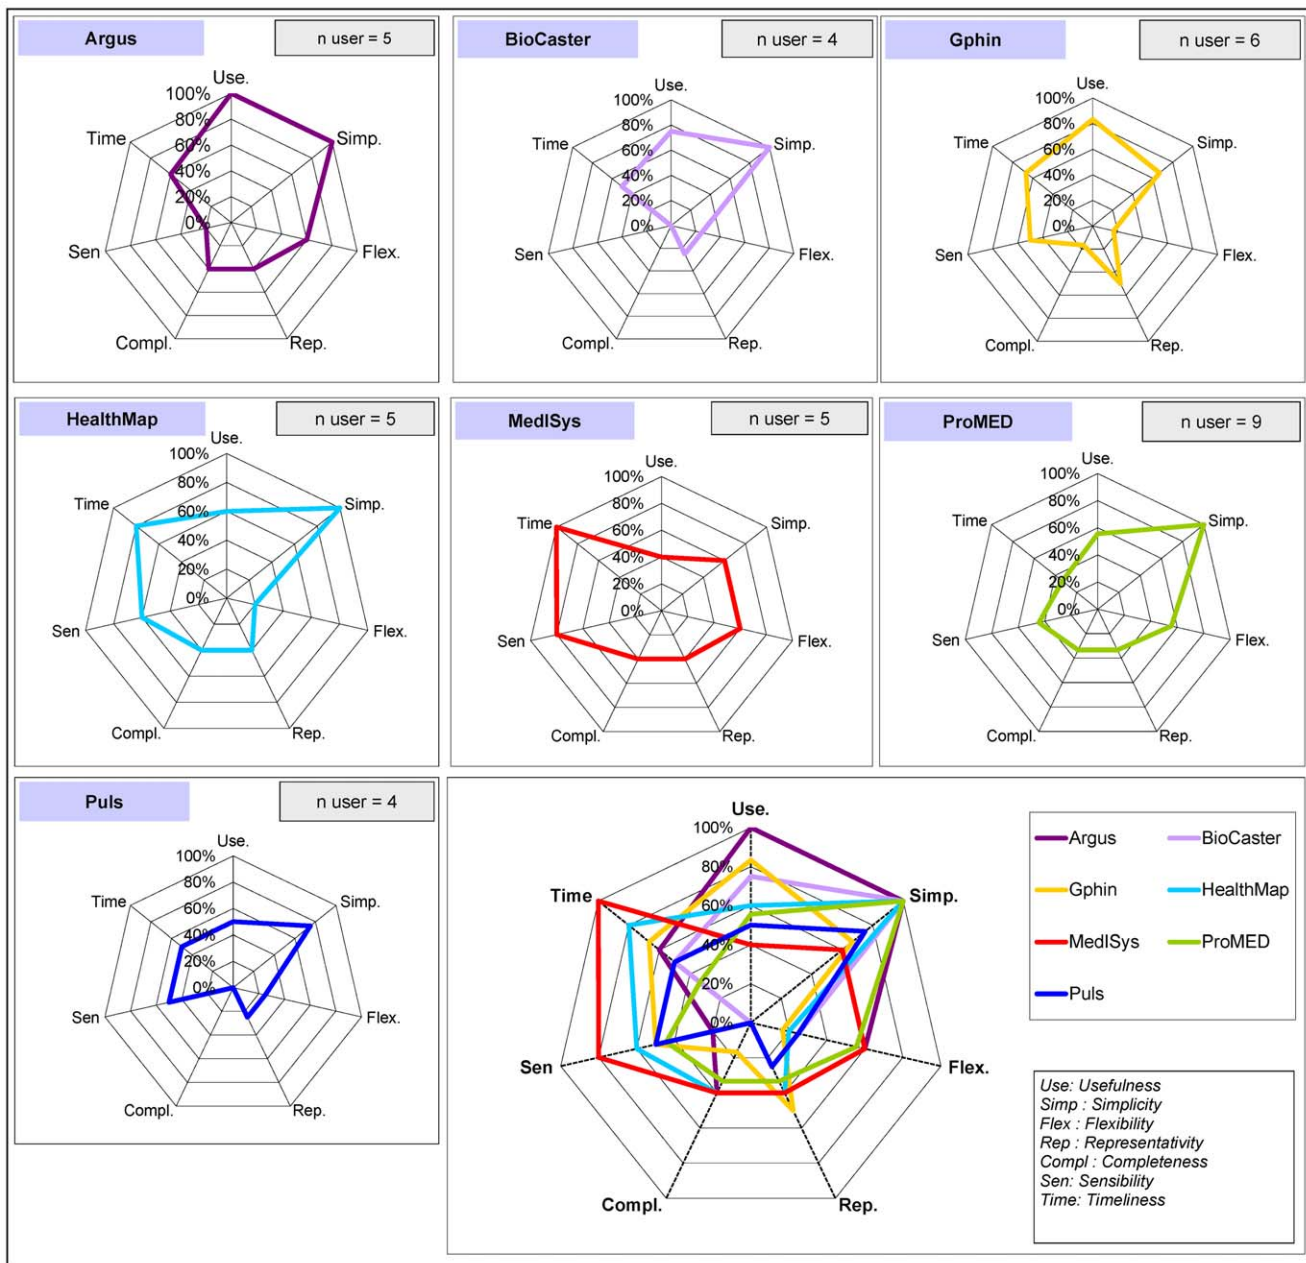 Argus
n user = 5
Use.
100%
80%
60%
40%
20%
0%
Time
Simp.
Sen
Flex.
Compl.
Rep.
BioCaster
n user = 4
Use.
100%
80%
60%
40%
20%
0%
Time
Simp.
Sen
Flex.
Compl.
Rep.
Gphin
n user = 6
Use.
100%
80%
60%
40%
20%
0%
Time
Simp.
Sen
Flex.
Compl.
Rep.
HealthMap
n user = 5
Use.
100%
80%
60%
40%
20%
0%
Time
Simp.
Sen
Flex.
Compl.
Rep.
MedISys
n user = 5
Use.
100%
80%
60%
40%
20%
0%
Time
Simp.
Sen
Flex.
Compl.
Rep.
ProMED
n user = 9
Use.
100%
80%
60%
40%
20%
0%
Time
Simp.
Sen
Flex.
Compl.
Rep.
Puls
n user = 4
Use.
100%
80%
60%
40%
20%
0%
Time
Simp.
Sen
Flex.
Compl.
Rep.
Use.
100%
80%
60%
40%
20%
0%
Time
Simp.
Sen
Flex.
Compl.
Rep.
Argus
BioCaster
Gphin
HealthMap
MedISys
ProMED
Puls
Use: Usefulness
Simp : Simplicity
Flex : Flexibility
Rep : Representativity
Compl : Completeness
Sen: Sensibility
Time: Timeliness